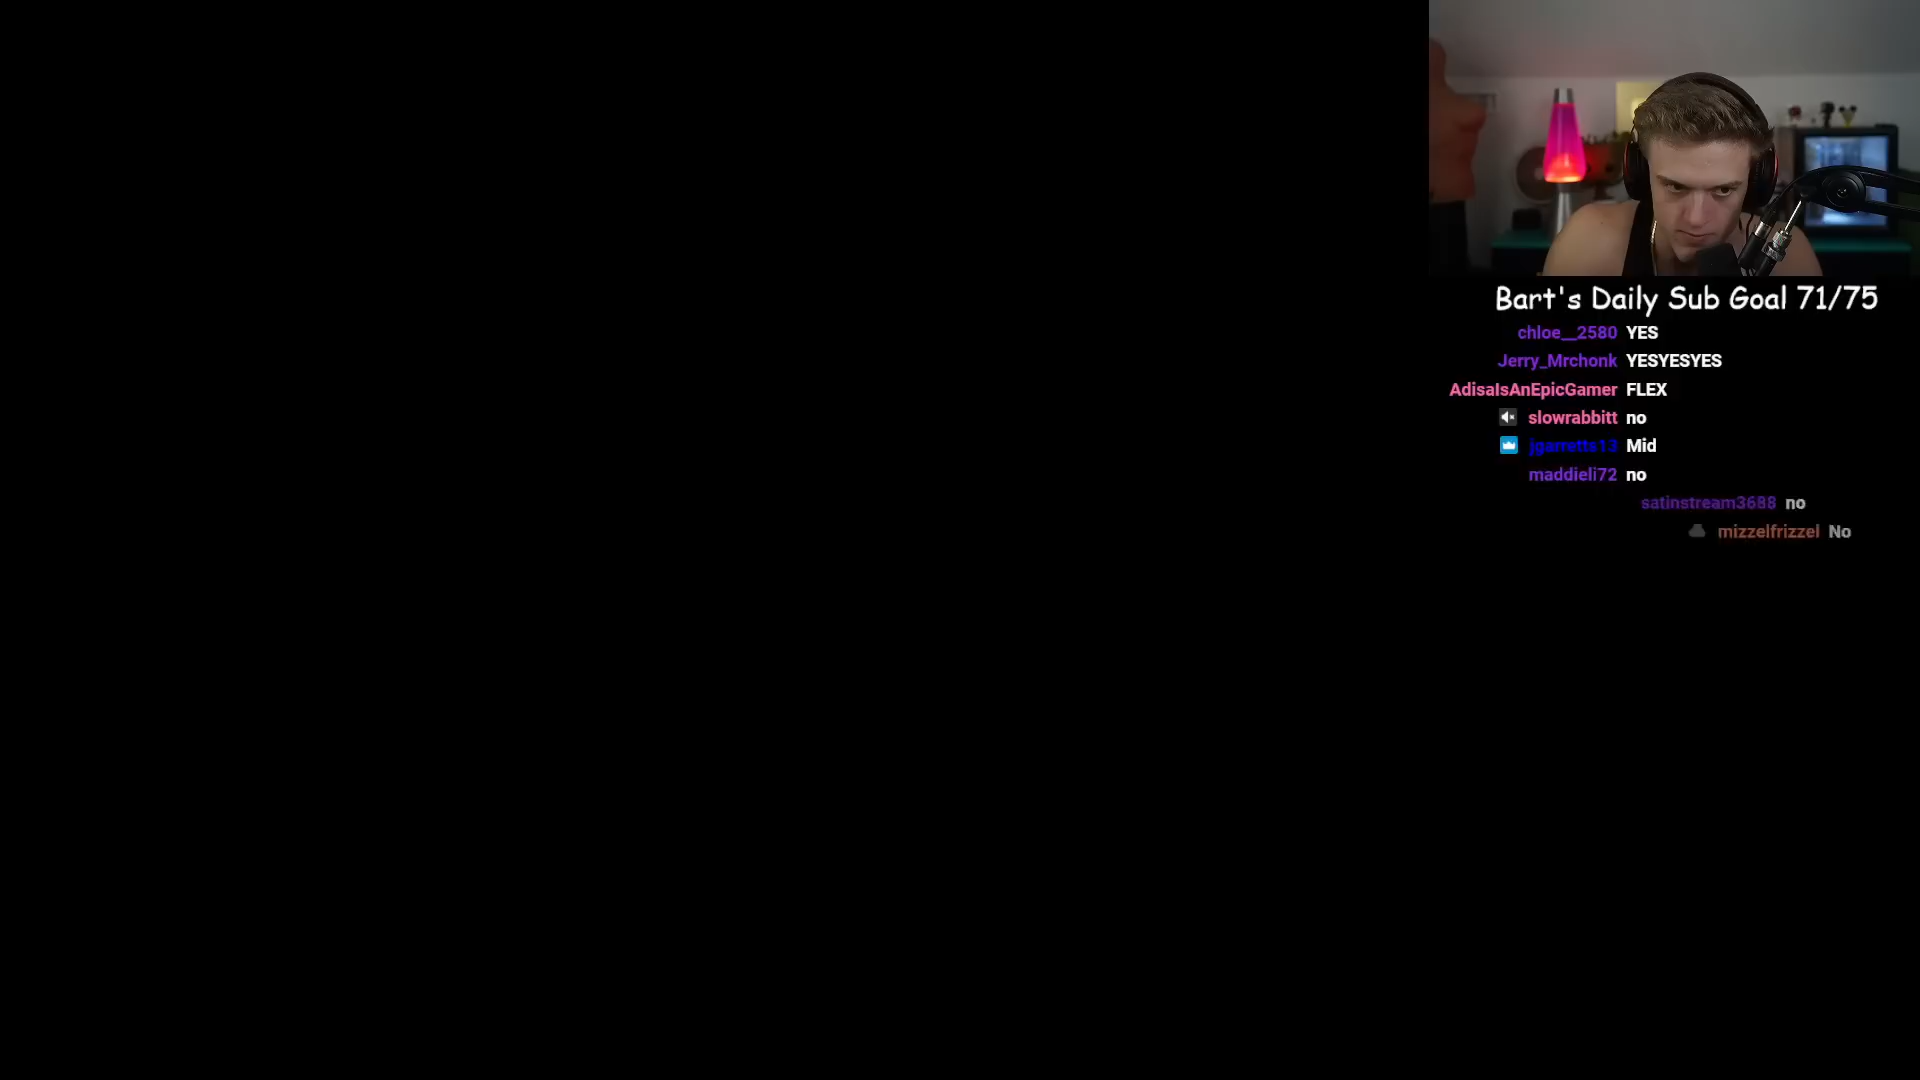 Bart's Daily Sub Goal 71/75
chloe__2580 YES
Jerry_Mrchonk YESYESYES
AdisaIsAnEpicGamer FLEX
slowrabbitt no
jgarretts13 Mid
maddieli72 no
satinstream3688 no
mizzelfrizzel No